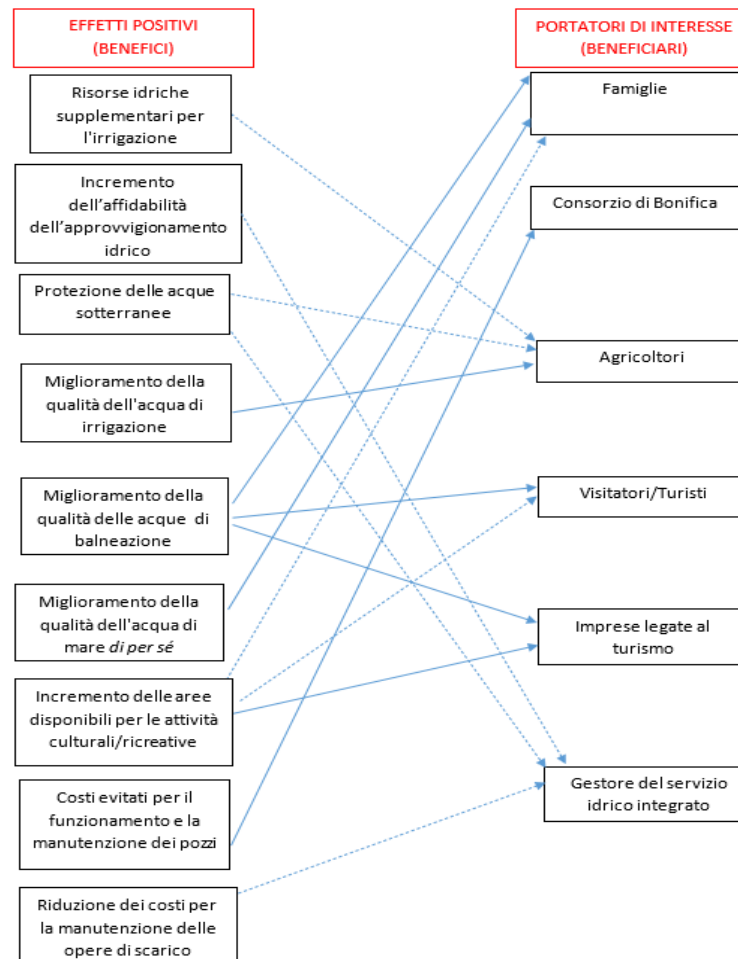 EFFETTI POSITIVI
(BENEFICI)
Risorse idriche
supplementari per
l'irrigazione
Incremento
dell’affidabilità
dell’approvvigionamento
idrico
Protezione delle acque
sotterranee
Miglioramento della
qualità dell'acqua di
irrigazione
Miglioramento della
qualità delle acque di
balneazione
Miglioramento della
qualità dell'acqua di
mare di per sé
Incremento delle aree
disponibili per le attività
culturali/ricreative
Costi evitati per il
funzionamento e la
manutenzione dei pozzi
Riduzione dei costi per
la manutenzione delle
opere di scarico
PORTATORI DI INTERESSE
(BENEFICIARI)
Famiglie
Consorzio di Bonifica
Agricoltori
Visitatori/Turisti
Imprese legate al
turismo
Gestore del servizio
idrico integrato